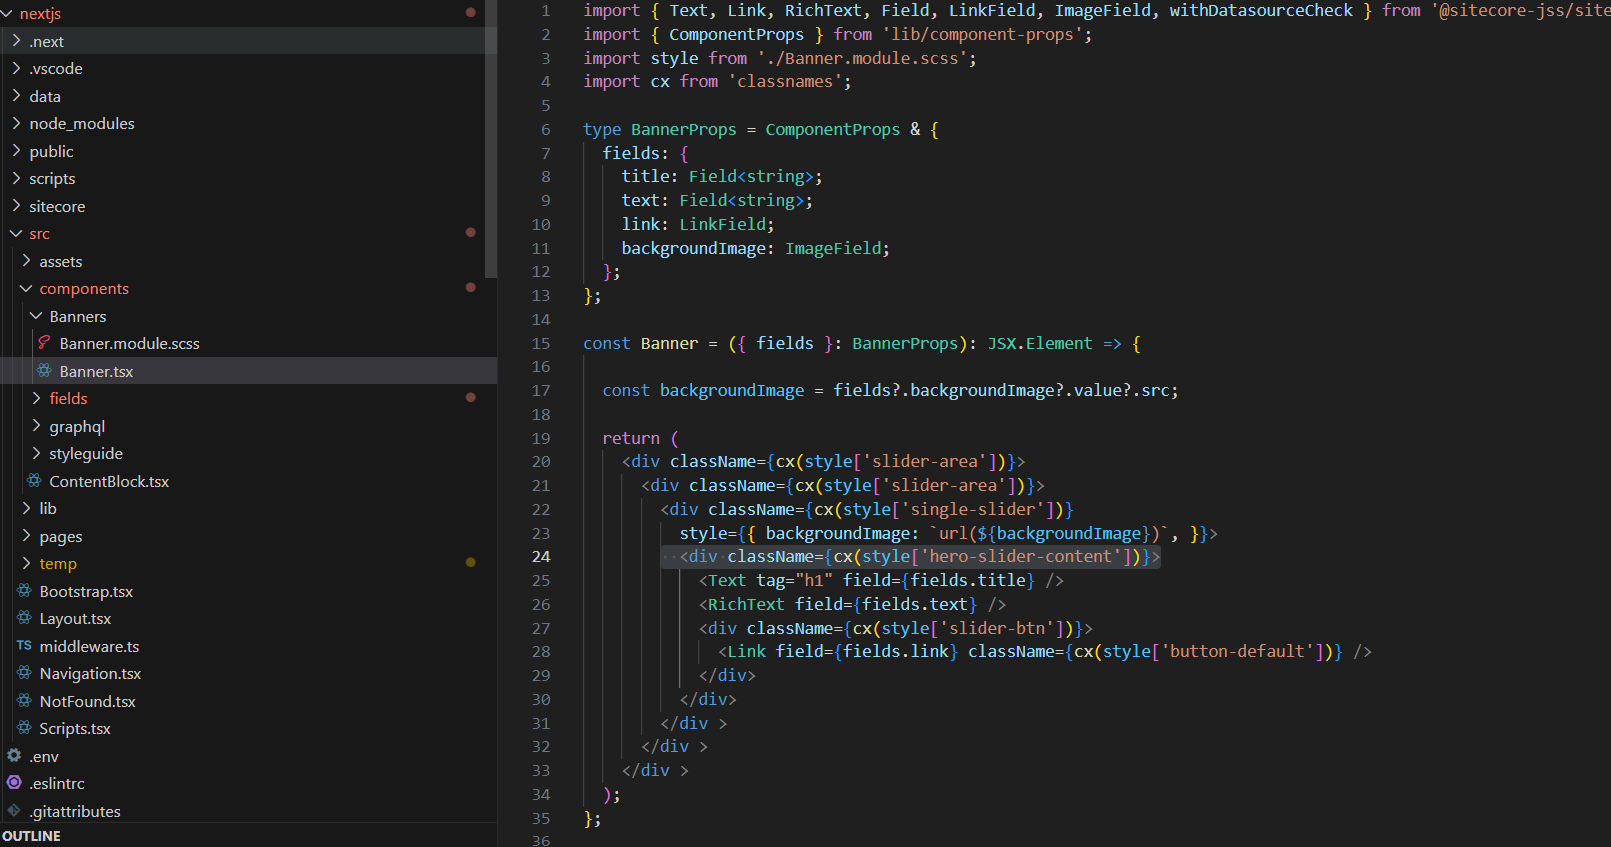 nextjs
.next
.vscode
data
node_modules
public
scripts
sitecore
src
assets
components
Banners
Banner.module.scss
Banner.tsx
fields
graphql
styleguide
ContentBlock.tsx
lib
pages
temp
Bootstrap.tsx
Layout.tsx
TS middleware.ts
Navigation.tsx
NotFound.tsx
Scripts.tsx
.env
.eslintrc
.gitattributes
OUTLINE
1 import { Text, Link, RichText, Field, LinkField, ImageField, withDatasourceCheck } from '@sitecore-jss/site
2 import { ComponentProps } from 'lib/component-props';
3 import style from './Banner.module.scss';
4 import cx from 'classnames';
5
6 type BannerProps = ComponentProps & {
7   fields: {
8     title: Field<string>;
9     text: Field<string>;
10     link: LinkField;
11     backgroundImage: ImageField;
12   };
13 };
14
15 const Banner = ({ fields }: BannerProps): JSX.Element => {
16
17   const backgroundImage = fields?.backgroundImage?.value?.src;
18
19   return (
20     <div className={cx(style['slider-area'])}>
21       <div className={cx(style['slider-area'])}>
22         <div className={cx(style['single-slider'])}
23           style={{ backgroundImage: `url(${backgroundImage})`, }}>
24           <div className={cx(style['hero-slider-content'])}>
25             <Text tag="h1" field={fields.title} />
26             <RichText field={fields.text} />
27             <div className={cx(style['slider-btn'])}>
28               <Link field={fields.link} className={cx(style['button-default'])} />
29             </div>
30           </div>
31         </div >
32       </div >
33     </div >
34   );
35 };
36